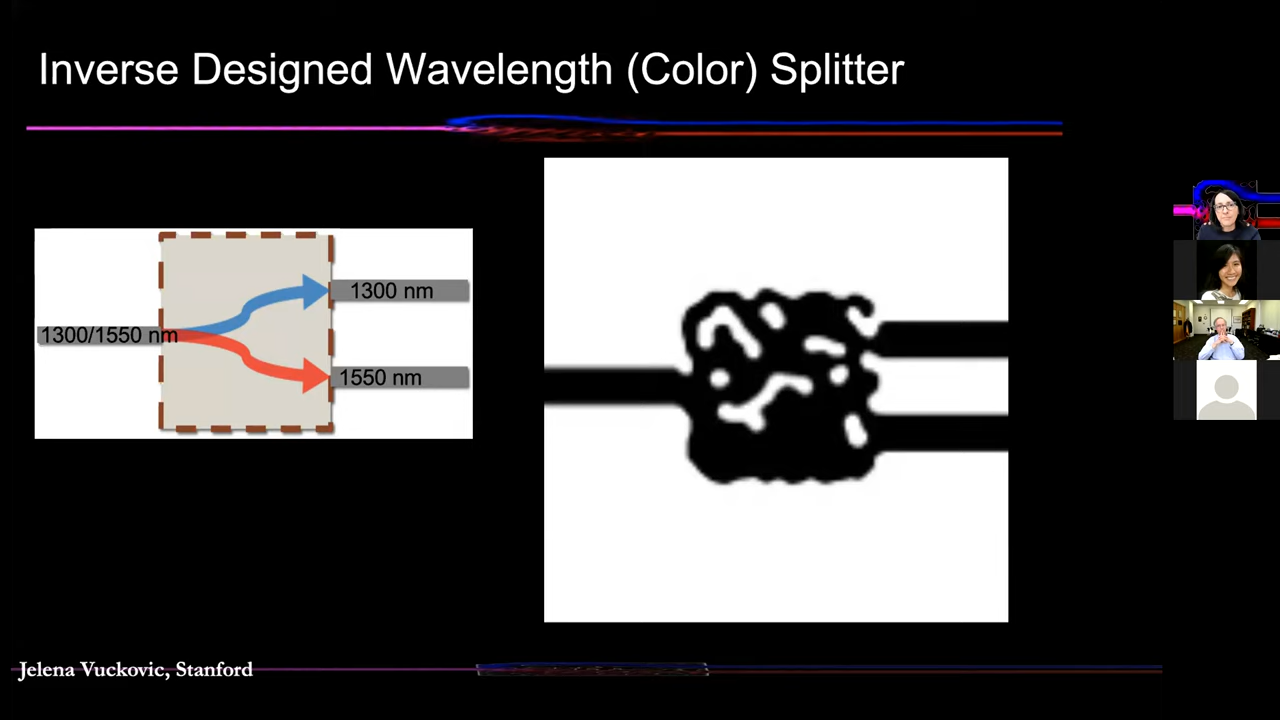 Inverse Designed Wavelength (Color) Splitter
1300 nm
1300/1550 nm
1550 nm
Jelena Vuckovic, Stanford